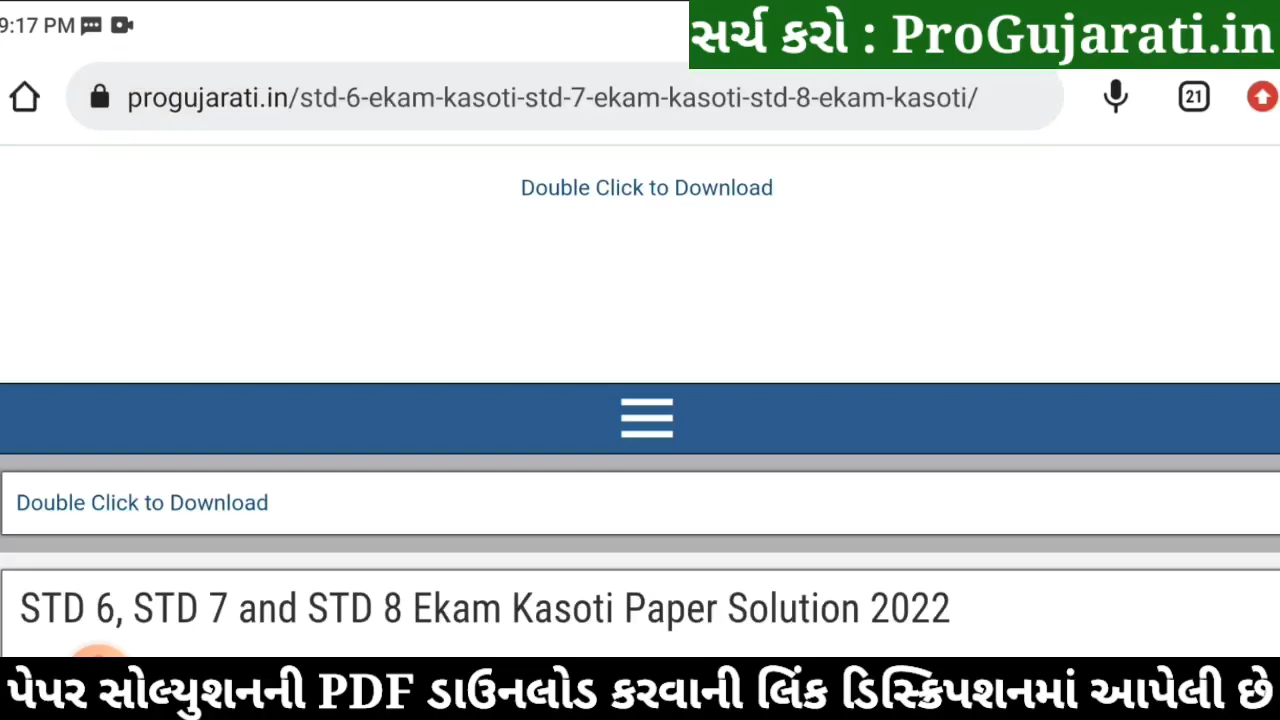 9:17 PM
સર્ચ કરો : ProGujarati.in
progujarati.in/std-6-ekam-kasoti-std-7-ekam-kasoti-std-8-ekam-kasoti/
21
Double Click to Download
Double Click to Download
STD 6, STD 7 and STD 8 Ekam Kasoti Paper Solution 2022
પેપર સોલ્યુશનની PDF ડાઉનલોડ કરવાની લિંક ડિસ્ક્રિપશનમાં આપેલી છે